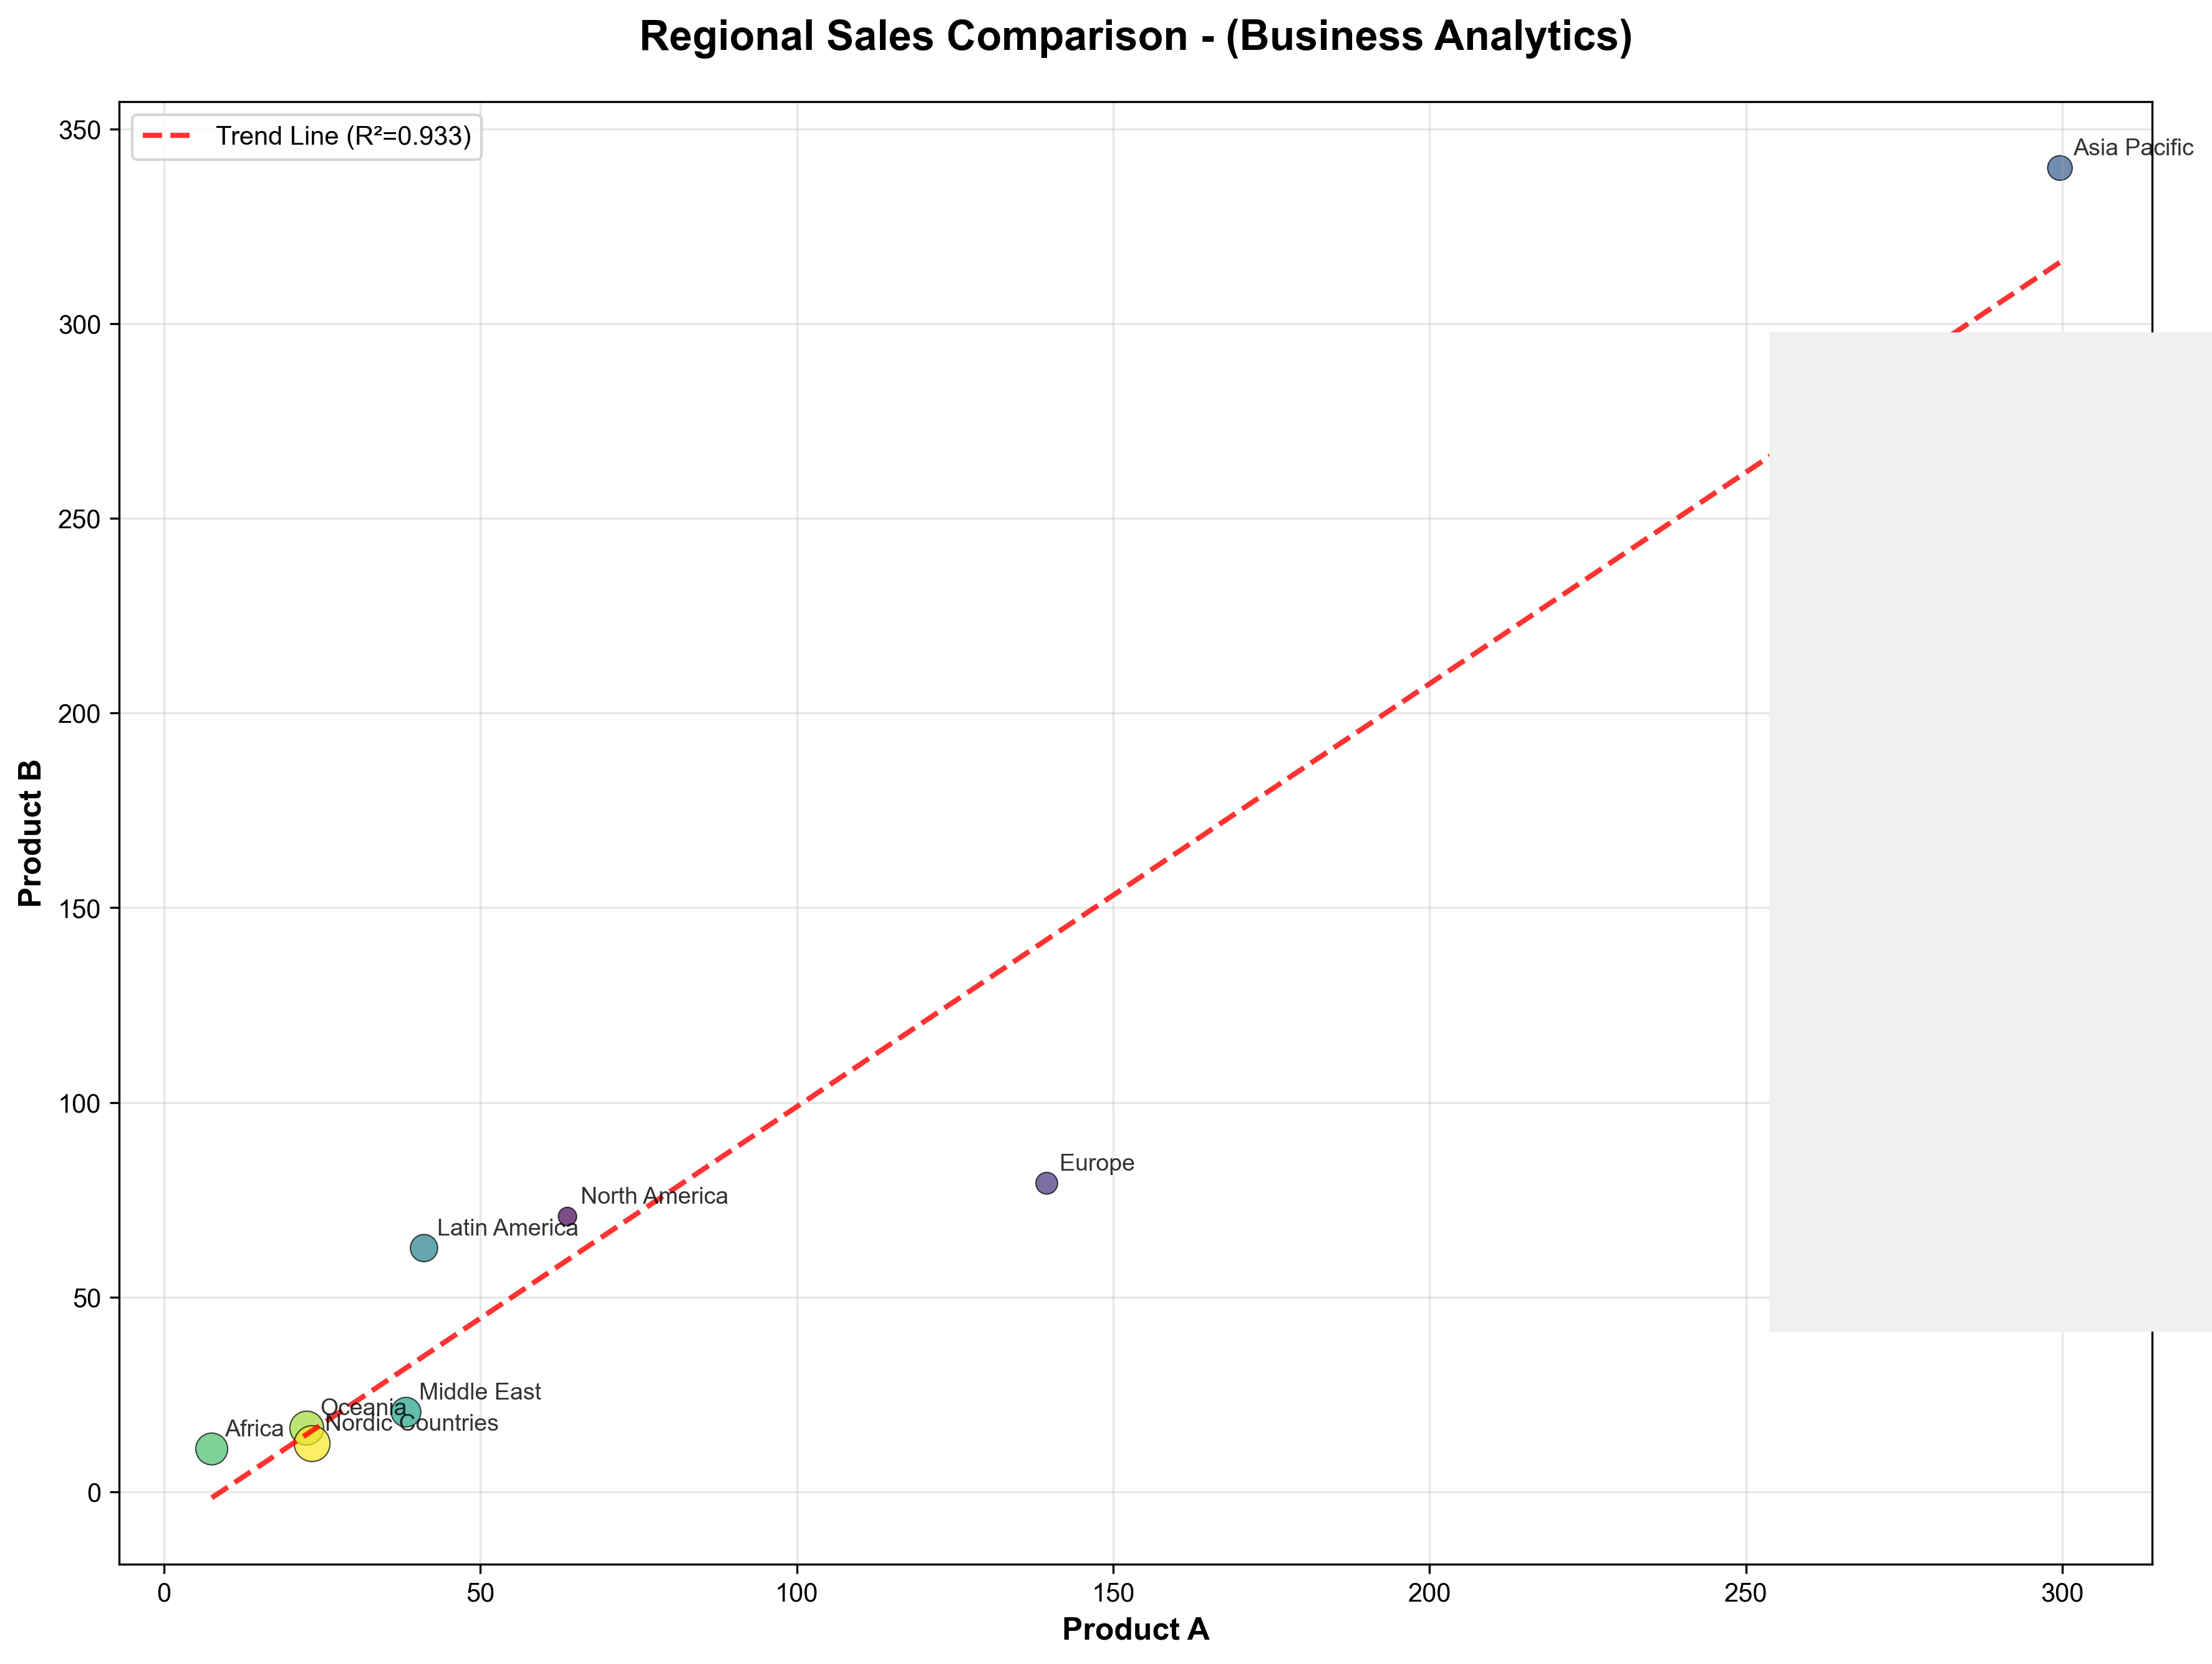 Regional Sales Comparison - (Business Analytics)
Trend Line (R²=0.933)
Asia Pacific
Europe
North America
Latin America
Middle East
Oceania
Nordic Countries
Africa
350
300
250
200
150
100
50
0
Product B
0 50 100 150 200 250 300
Product A